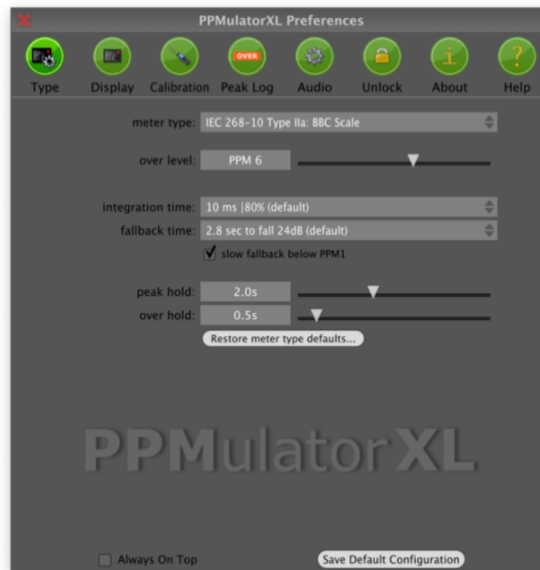 PPMulatorXL Preferences
OVER
i
?
Type Display Calibration Peak Log Audio Unlock About Help
meter type: IEC 268-10 Type IIa: BBC Scale
over level: PPM 6
integration time: 10 ms |80% (default)
fallback time: 2.8 sec to fall 24dB (default)
slow fallback below PPM1
peak hold: 2.0s
over hold: 0.5s
Restore meter type defaults...
PPMulatorXL
Always On Top Save Default Configuration